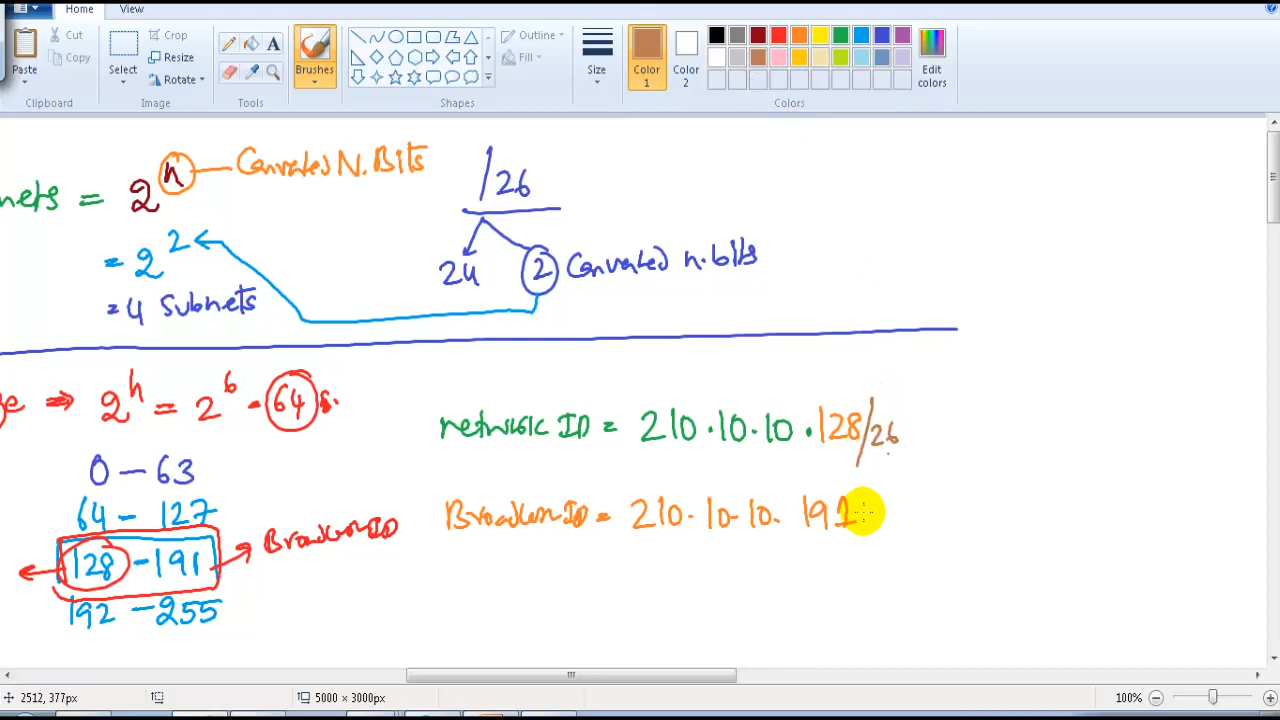 Home View
Cut
Copy
Paste
Clipboard
Select
Crop
Resize
Rotate
Image
A
Tools
Brushes
Outline
Fill
Shapes
Size
Color 1
Color 2
Edit colors
Colors
nets = 2^n
Converted N.Bits
= 2^2
= 4 Subnets
/26
24 2 Converted n.bits
ze ⇒ 2^h = 2^6 = 64 s.
0 - 63
64 - 127
128 - 191
192 - 255
network ID = 210.10.10.128/26
210.10.10.191
2512, 377px
5000 × 3000px
100%